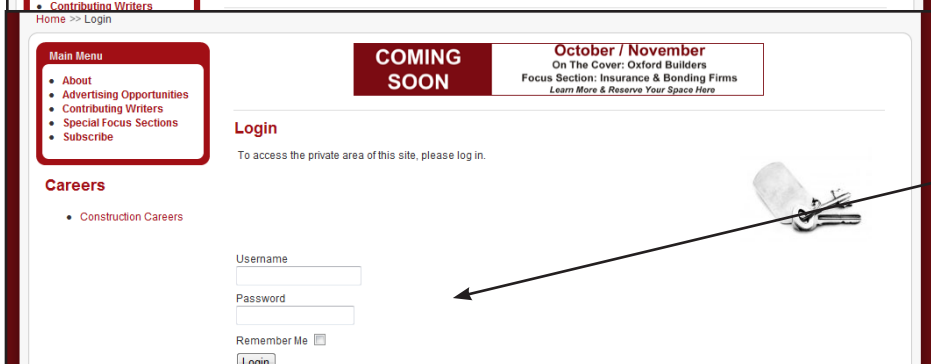 Contributing Writers
Home >> Login
Main Menu
About
Advertising Opportunities
Contributing Writers
Special Focus Sections
Subscribe
Careers
Construction Careers
COMING
SOON
October / November
On The Cover: Oxford Builders
Focus Section: Insurance & Bonding Firms
Learn More & Reserve Your Space Here
Login
To access the private area of this site, please log in.
Username
Password
Remember Me
Login